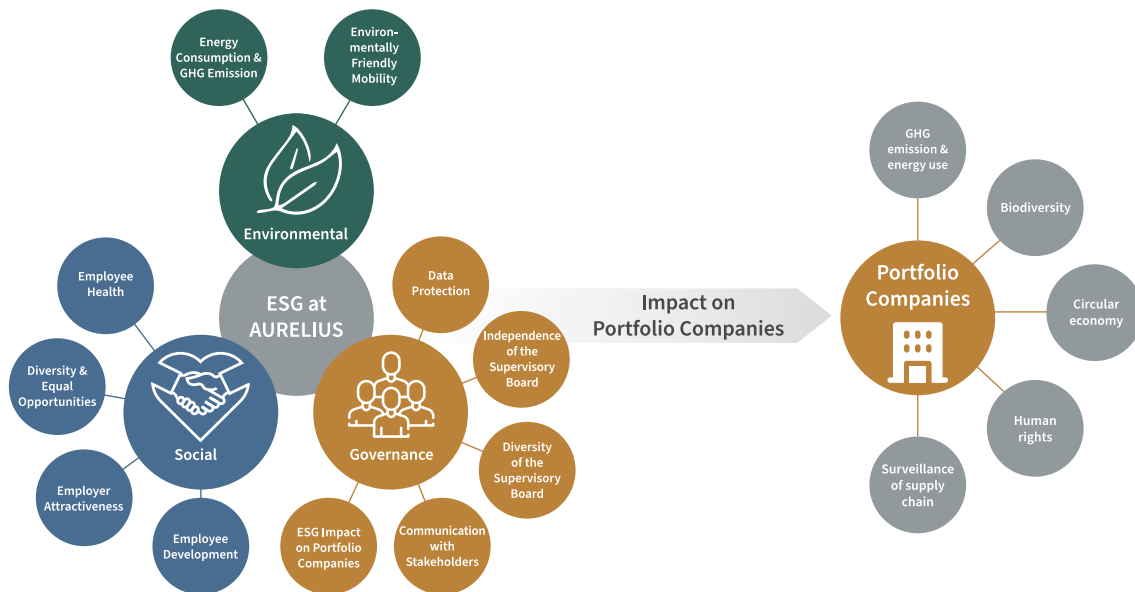 Energy
Consumption &
GHG Emission
Environ-
mentally
Friendly
Mobility
Environmental
ESG at
AURELIUS
Employee
Health
Diversity &
Equal
Opportunities
Employer
Attractiveness
Employee
Development
Social
Data
Protection
Independence
of the
Supervisory
Board
Diversity
of the
Supervisory
Board
Communication
with
Stakeholders
ESG Impact
on Portfolio
Companies
Governance
Impact on
Portfolio Companies
Portfolio
Companies
GHG
emission &
energy use
Biodiversity
Circular
economy
Human
rights
Surveillance
of supply
chain